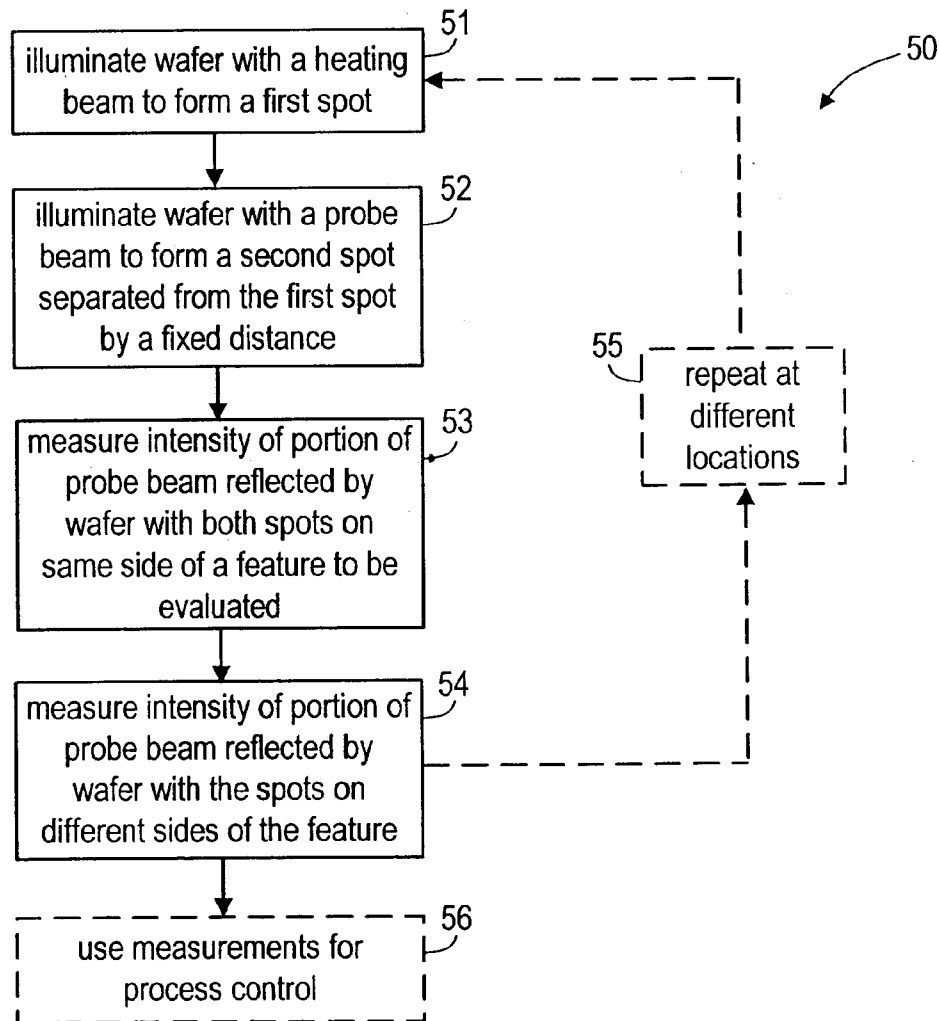 51
illuminate wafer with a heating
beam to form a first spot
50
52
illuminate wafer with a probe
beam to form a second spot
separated from the first spot
by a fixed distance
55
repeat at
different
locations
53
measure intensity of portion of
probe beam reflected by
wafer with both spots on
same side of a feature to be
evaluated
54
measure intensity of portion of
probe beam reflected by
wafer with the spots on
different sides of the feature
56
use measurements for
process control